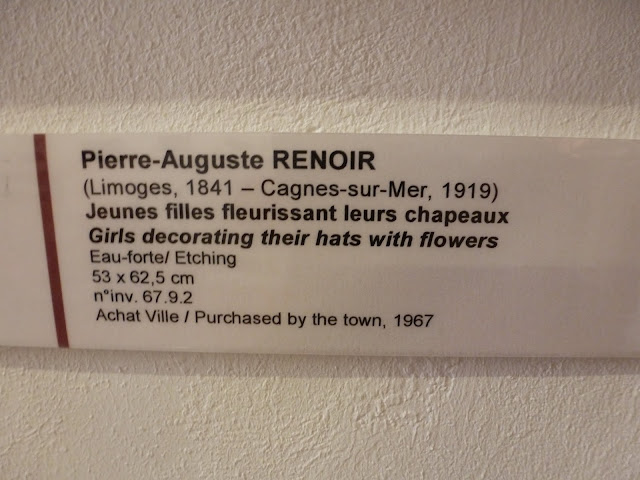 Pierre-Auguste RENOIR
(Limoges, 1841 – Cagnes-sur-Mer, 1919)
Jeunes filles fleurissant leurs chapeaux
Girls decorating their hats with flowers
Eau-forte/ Etching
53 x 62,5 cm
n°inv. 67.9.2
Achat Ville / Purchased by the town, 1967